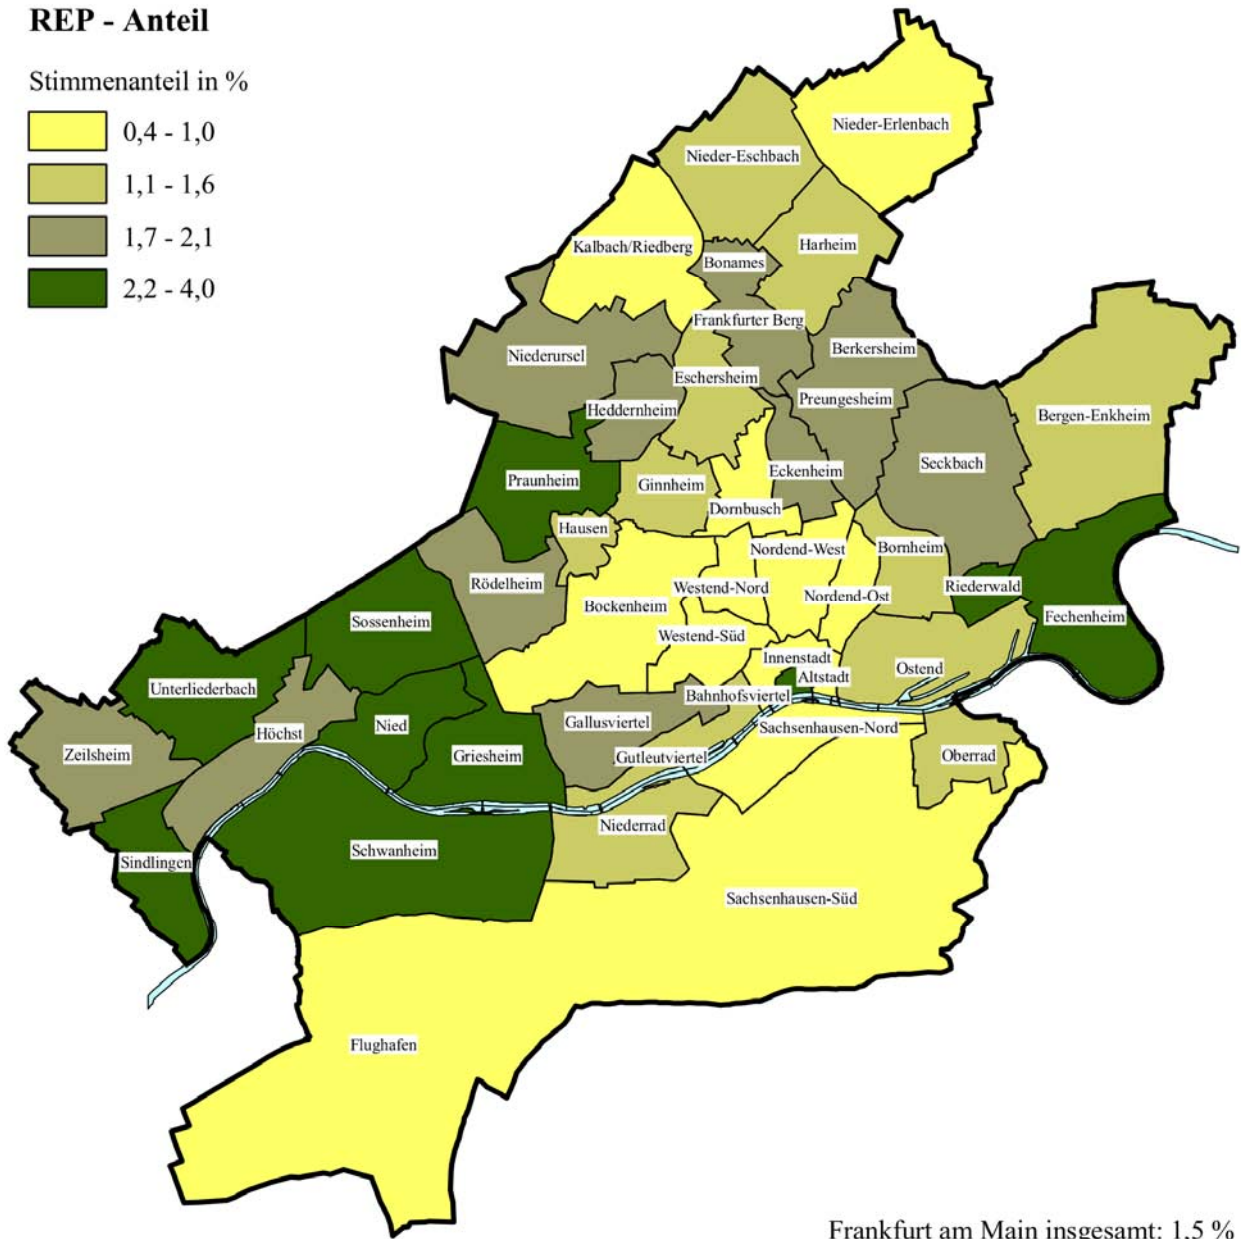 REP - Anteil
Stimmenanteil in %
0,4 - 1,0
1,1 - 1,6
1,7 - 2,1
2,2 - 4,0
Nieder-Erlenbach
Nieder-Eschbach
Kalbach/Riedberg
Harheim
Bonames
Frankfurter Berg
Berkersheim
Niederursel
Eschersheim
Preungesheim
Heddernheim
Bergen-Enkheim
Seckbach
Eckenheim
Praunheim
Ginnheim
Dornbusch
Hausen
Nordend-West
Bornheim
Rödelheim
Westend-Nord
Riederwald
Nordend-Ost
Bockenheim
Fechenheim
Sossenheim
Westend-Süd
Innenstadt
Ostend
Altstadt
Unterliederbach
Bahnhofsviertel
Gallusviertel
Nied
Sachsenhausen-Nord
Höchst
Zeilsheim
Griesheim
Gutleutviertel
Oberrad
Niederrad
Schwanheim
Sindlingen
Sachsenhausen-Süd
Flughafen
Frankfurt am Main insgesamt: 1,5 %